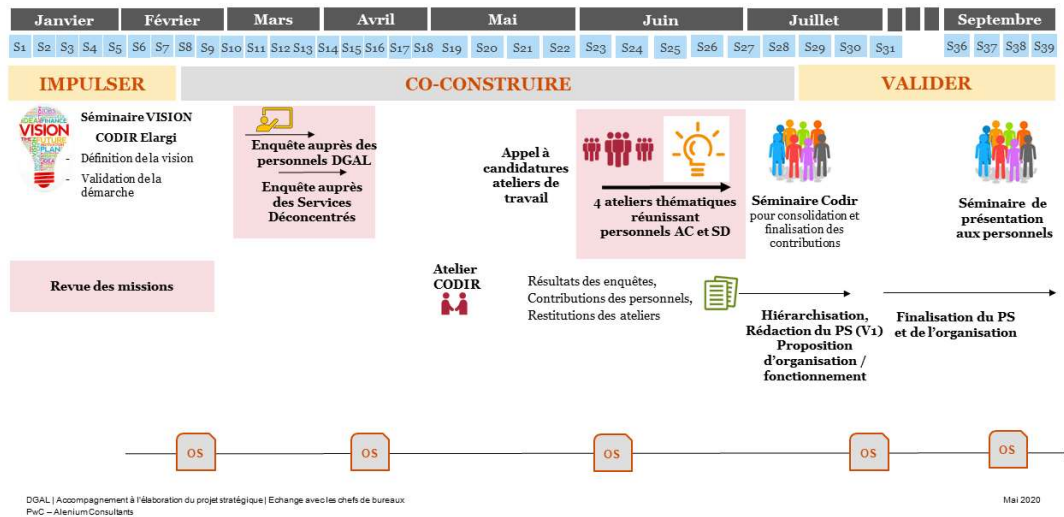 Janvier Février Mars Avril Mai Juin Juillet Septembre
S1 S2 S3 S4 S5 S6 S7 S8 S9 S10 S11 S12 S13 S14 S15 S16 S17 S18 S19 S20 S21 S22 S23 S24 S25 S26 S27 S28 S29 S30 S31 S36 S37 S38 S39
IMPULSER CO-CONSTRUIRE VALIDER
VISION
PLAN
Séminaire VISION
CODIR Elargi
- Définition de la vision
- Validation de la
démarche
Enquête auprès des
personnels DGAL
Enquête auprès
des Services
Déconcentrés
Appel à
candidatures
ateliers de
travail
4 ateliers thématiques
réunissant
personnels AC et SD
Séminaire Codir
pour consolidation et
finalisation des
contributions
Séminaire de
présentation
aux personnels
Revue des missions
Atelier
CODIR
Résultats des enquêtes,
Contributions des personnels,
Restitutions des ateliers
Hiérarchisation,
Rédaction du PS (V1)
Proposition
d'organisation /
fonctionnement
Finalisation du PS
et de l'organisation
OS OS OS OS OS
DGAL | Accompagnement à l'élaboration du projet stratégique | Echange avec les chefs de bureaux
PwC – Alenium Consultants
Mai 2020